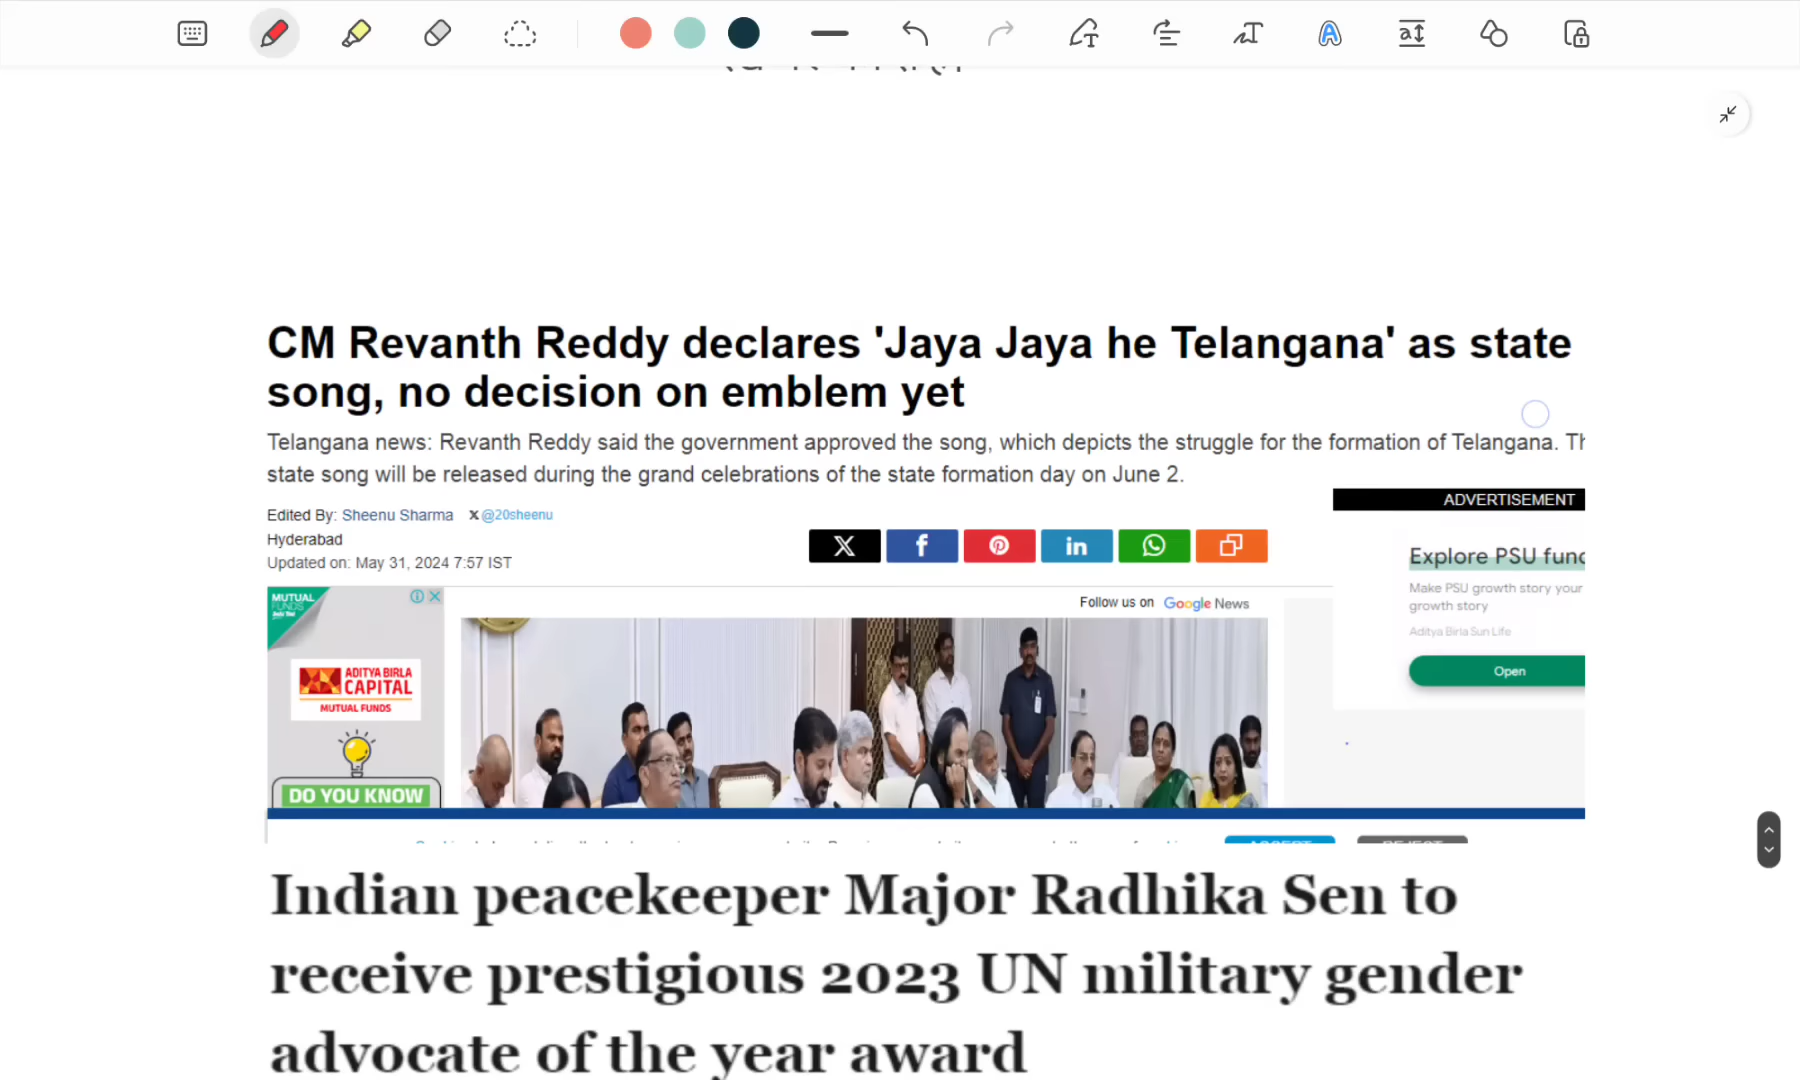 CM Revanth Reddy declares 'Jaya Jaya he Telangana' as state
song, no decision on emblem yet
Telangana news: Revanth Reddy said the government approved the song, which depicts the struggle for the formation of Telangana. Th
state song will be released during the grand celebrations of the state formation day on June 2.
ADVERTISEMENT
Edited By: Sheenu Sharma X @20sheenu
Hyderabad
Updated on: May 31, 2024 7:57 IST
Explore PSU func
Make PSU growth story your
growth story
Aditya Birla Sun Life
Open
Follow us on Google News
MUTUAL
FUNDS
Sahi Hai
ADITYA BIRLA
CAPITAL
MUTUAL FUNDS
DO YOU KNOW
Indian peacekeeper Major Radhika Sen to
receive prestigious 2023 UN military gender
advocate of the year award